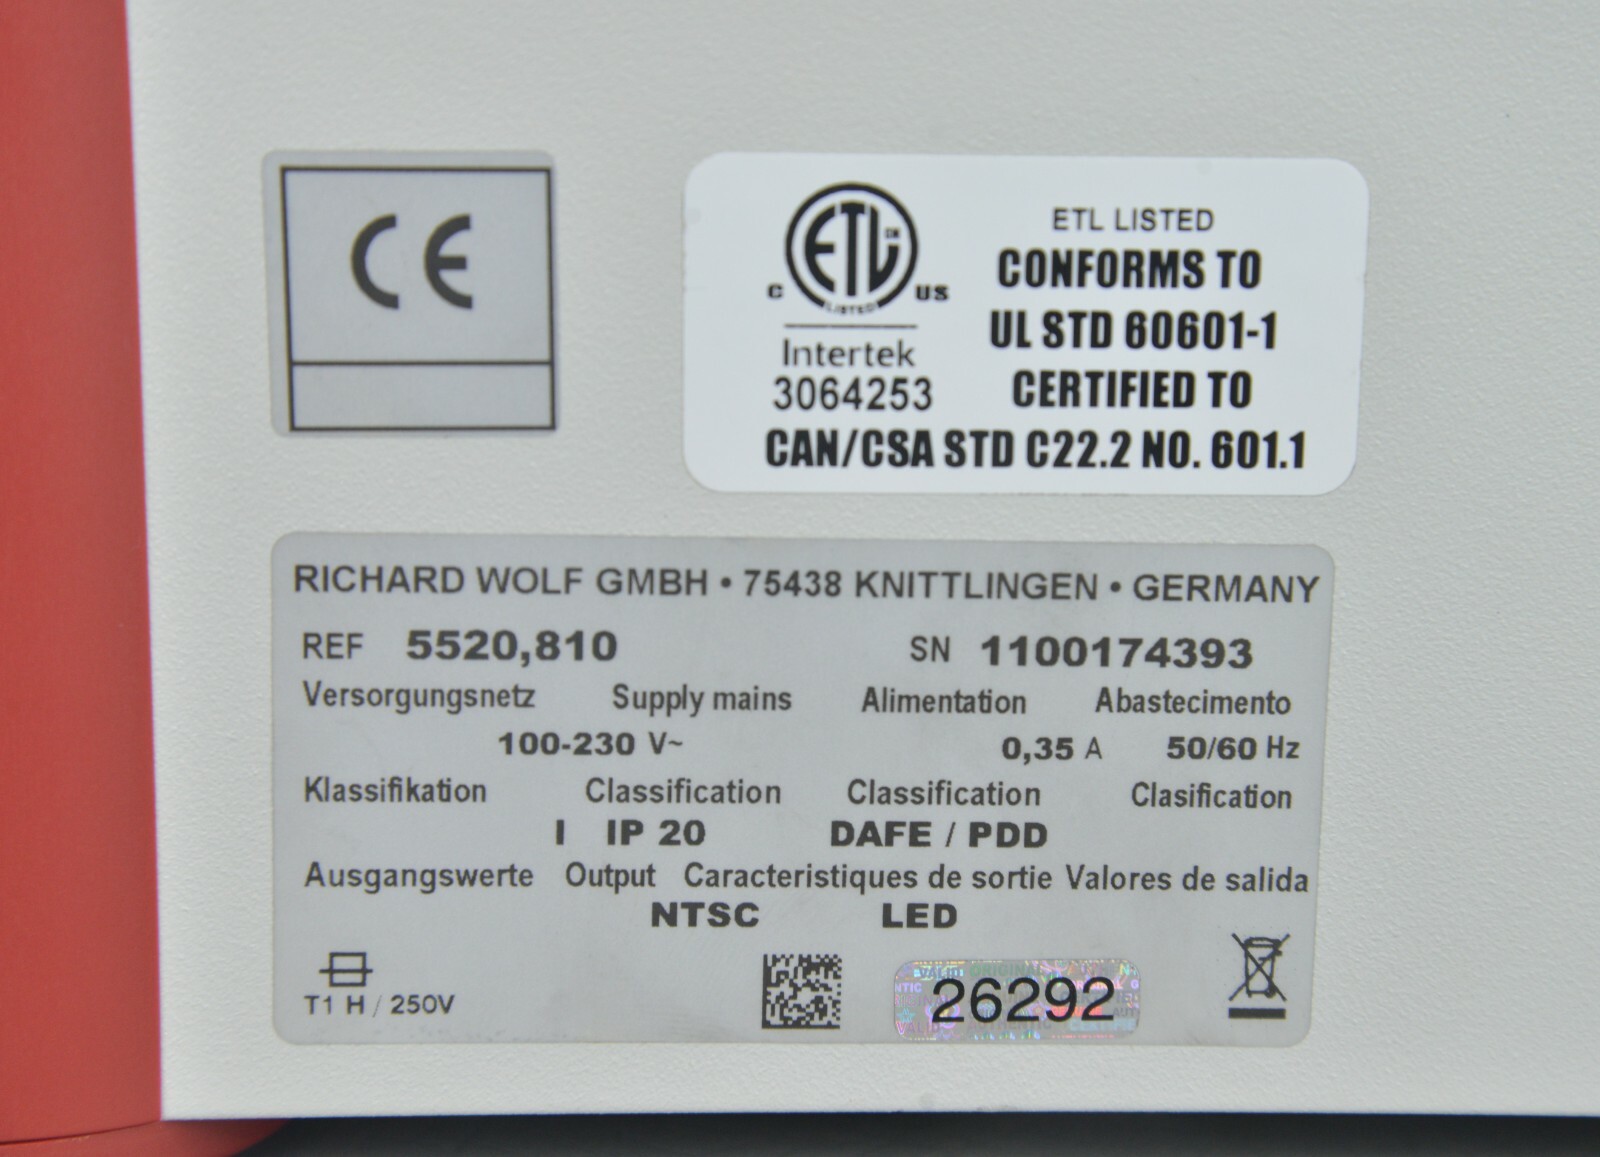 CE
ETL LISTED
CONFORMS TO
UL STD 60601-1
CERTIFIED TO
CAN/CSA STD C22.2 NO. 601.1
ETL CM
LISTED
C US
Intertek
3064253
RICHARD WOLF GMBH • 75438 KNITTLINGEN • GERMANY
REF 5520,810 SN 1100174393
Versorgungsnetz Supply mains Alimentation Abastecimento
100-230 V~ 0,35 A 50/60 Hz
Klassifikation Classification Classification Clasification
I IP 20 DAFE / PDD
Ausgangswerte Output Caracteristiques de sortie Valores de salida
NTSC LED
T1 H / 250V
26292